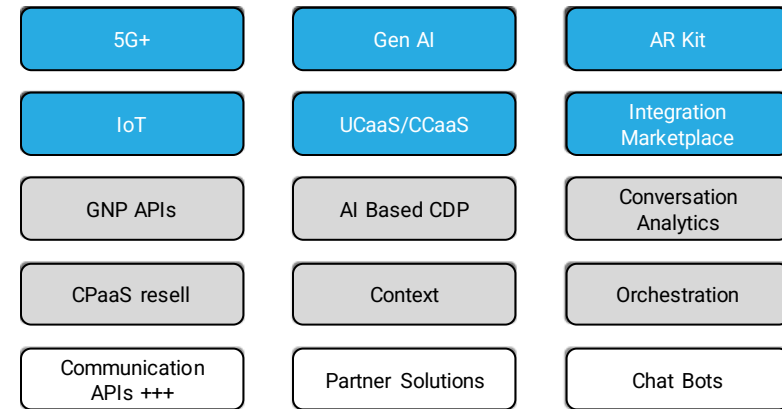 5G+
Gen AI
AR Kit
IoT
UCaaS/CCaaS
Integration
Marketplace
GNP APIs
AI Based CDP
Conversation
Analytics
CPaaS resell
Context
Orchestration
Communication
APIs +++
Partner Solutions
Chat Bots